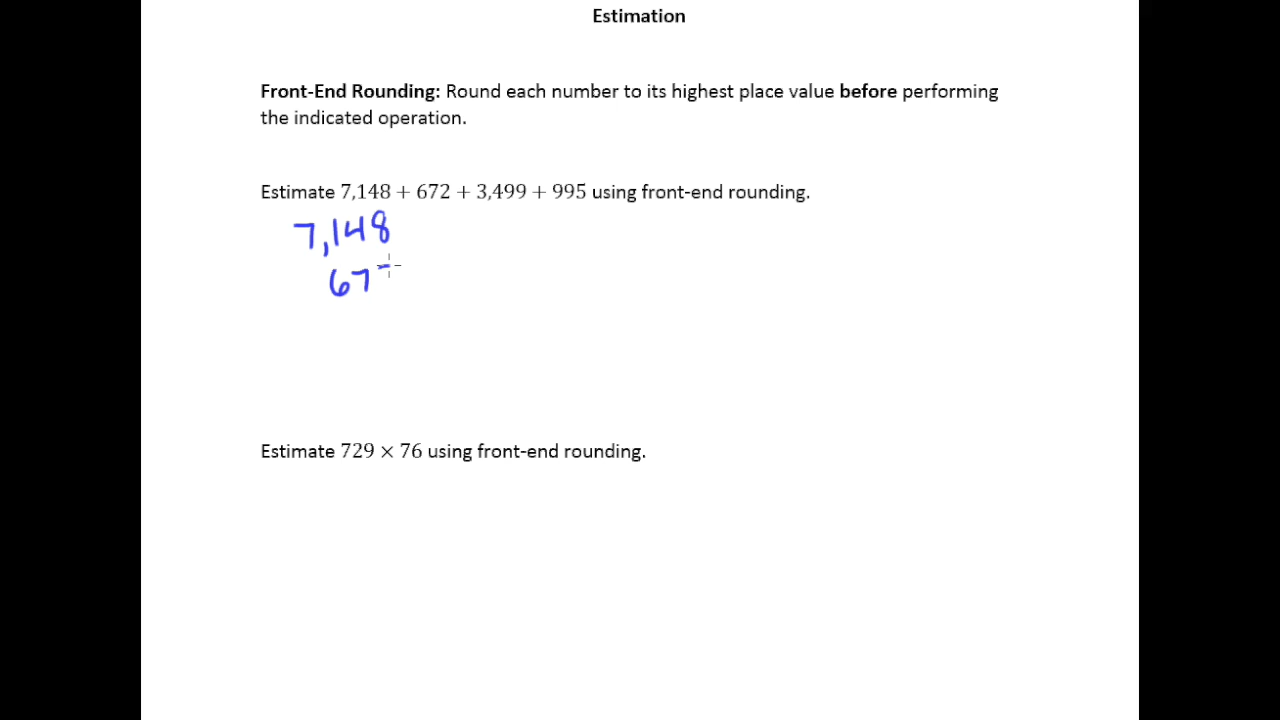 Estimation
Front-End Rounding: Round each number to its highest place value before performing
the indicated operation.
Estimate 7,148 + 672 + 3,499 + 995 using front-end rounding.
7,148
67
Estimate 729 × 76 using front-end rounding.